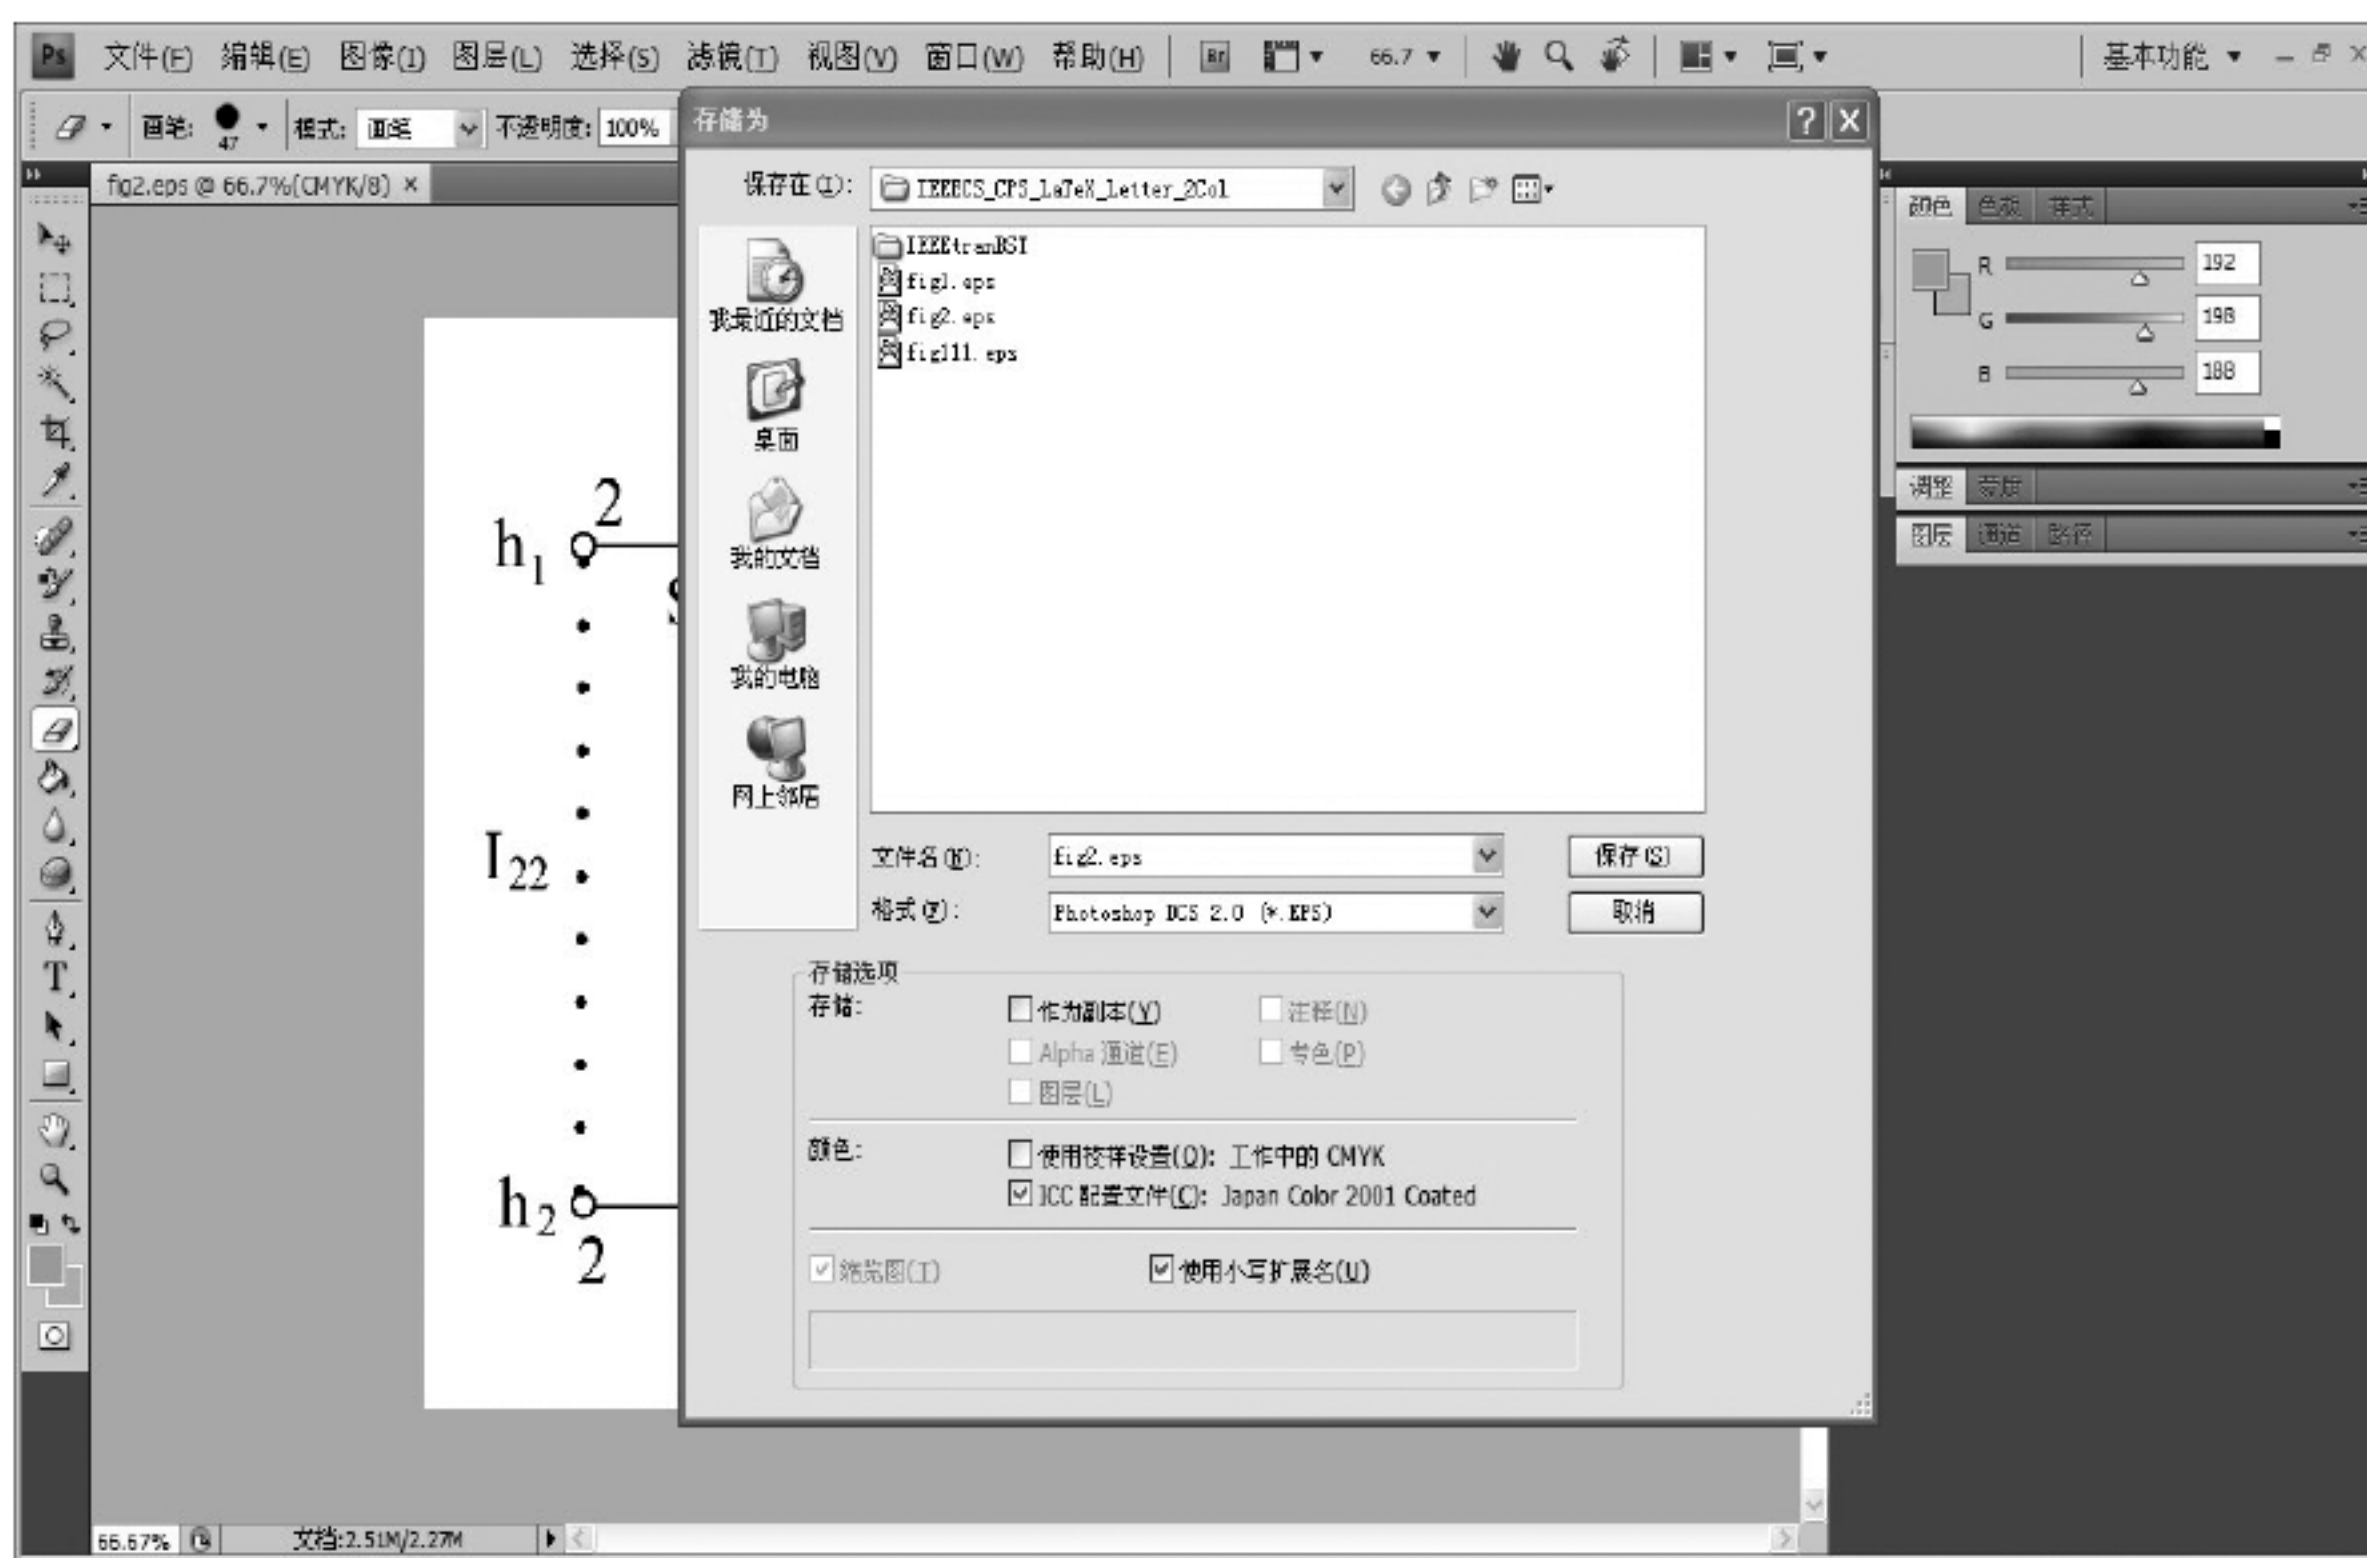 Ps 文件(F) 编辑(E) 图像(I) 图层(L) 选择(S) 滤镜(T) 视图(V) 窗口(W) 帮助(H) Br 66.7 基本功能
画笔: 47 模式: 画笔 不透明度: 100%
fig2.eps @ 66.7%(CMYK/8) ×
存储为
保存在(I): IEEECS_CPS_LaTeX_Letter_2Col
IEEEtranBST
fig1.eps
fig2.eps
fig111.eps
我最近的文档
桌面
我的文档
我的电脑
网上邻居
文件名(N): fig2.eps 保存(S)
格式(F): Photoshop DCS 2.0 (*.EPS) 取消
存储选项
存储: 作为副本(Y) 注释(N)
Alpha 通道(E) 专色(P)
图层(L)
颜色: 使用校样设置(O): 工作中的 CMYK
ICC 配置文件(C): Japan Color 2001 Coated
缩览图(T) 使用小写扩展名(U)
颜色 色板 样式
R 192
G 198
B 188
调整 蒙版
图层 通道 路径
2
h1
S
I22
h2
2
T
66.67% 文档:2.51M/2.27M